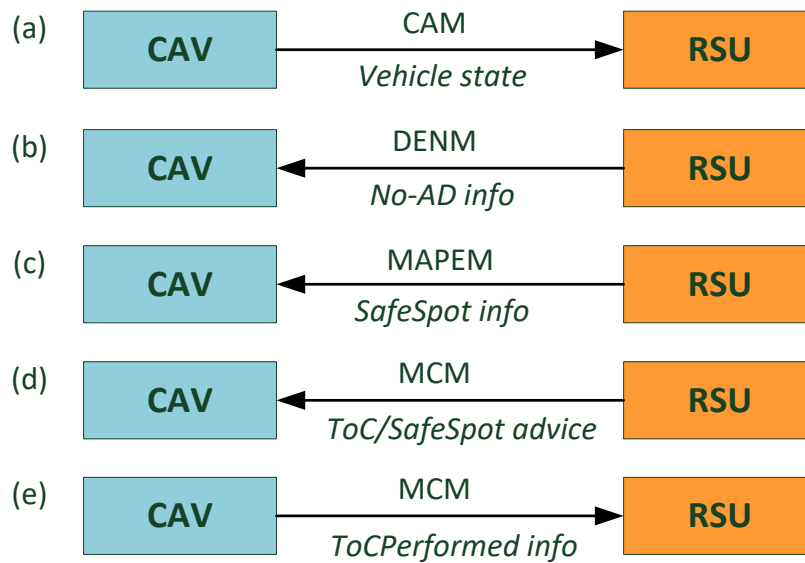 (a) CAV CAM RSU
Vehicle state
(b) CAV DENM RSU
No-AD info
(c) CAV MAPEM RSU
SafeSpot info
(d) CAV MCM RSU
ToC/SafeSpot advice
(e) CAV MCM RSU
ToCPerformed info